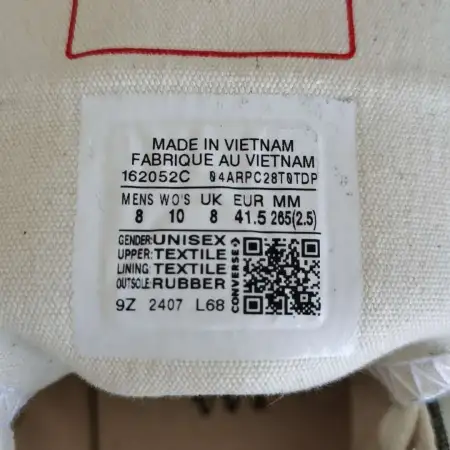 MADE IN VIETNAM
FABRIQUE AU VIETNAM
162052C 04ARPC28T0TDP
MENS WO'S UK EUR MM
8 10 8 41.5 265(2.5)
GENDER: UNISEX
UPPER: TEXTILE
LINING: TEXTILE
OUTSOLE: RUBBER
CONVERSE
9Z 2407 L68